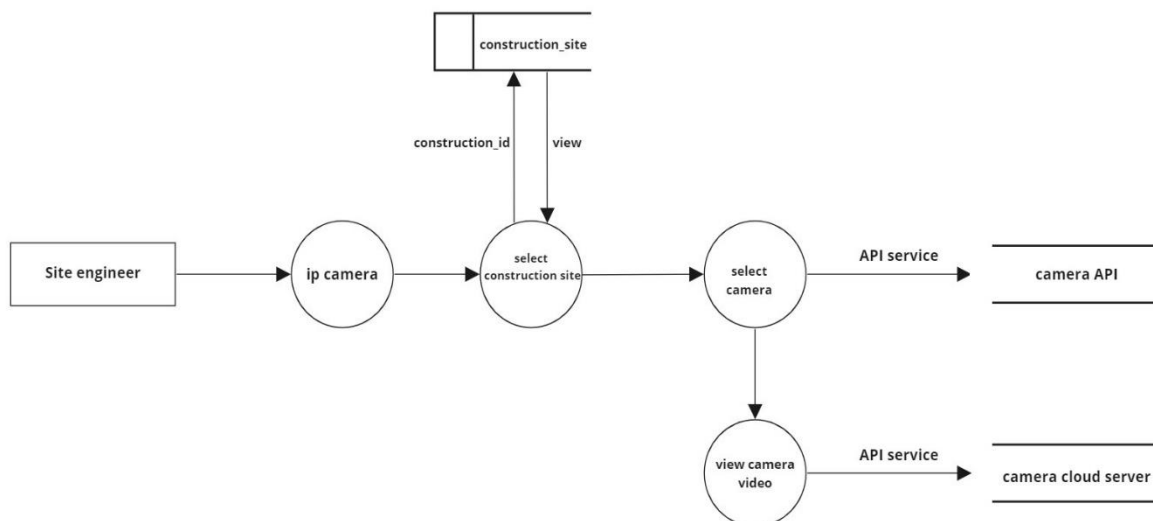 construction_site
construction_id
view
Site engineer
ip camera
select
construction site
select
camera
API service
camera API
view camera
video
API service
camera cloud server